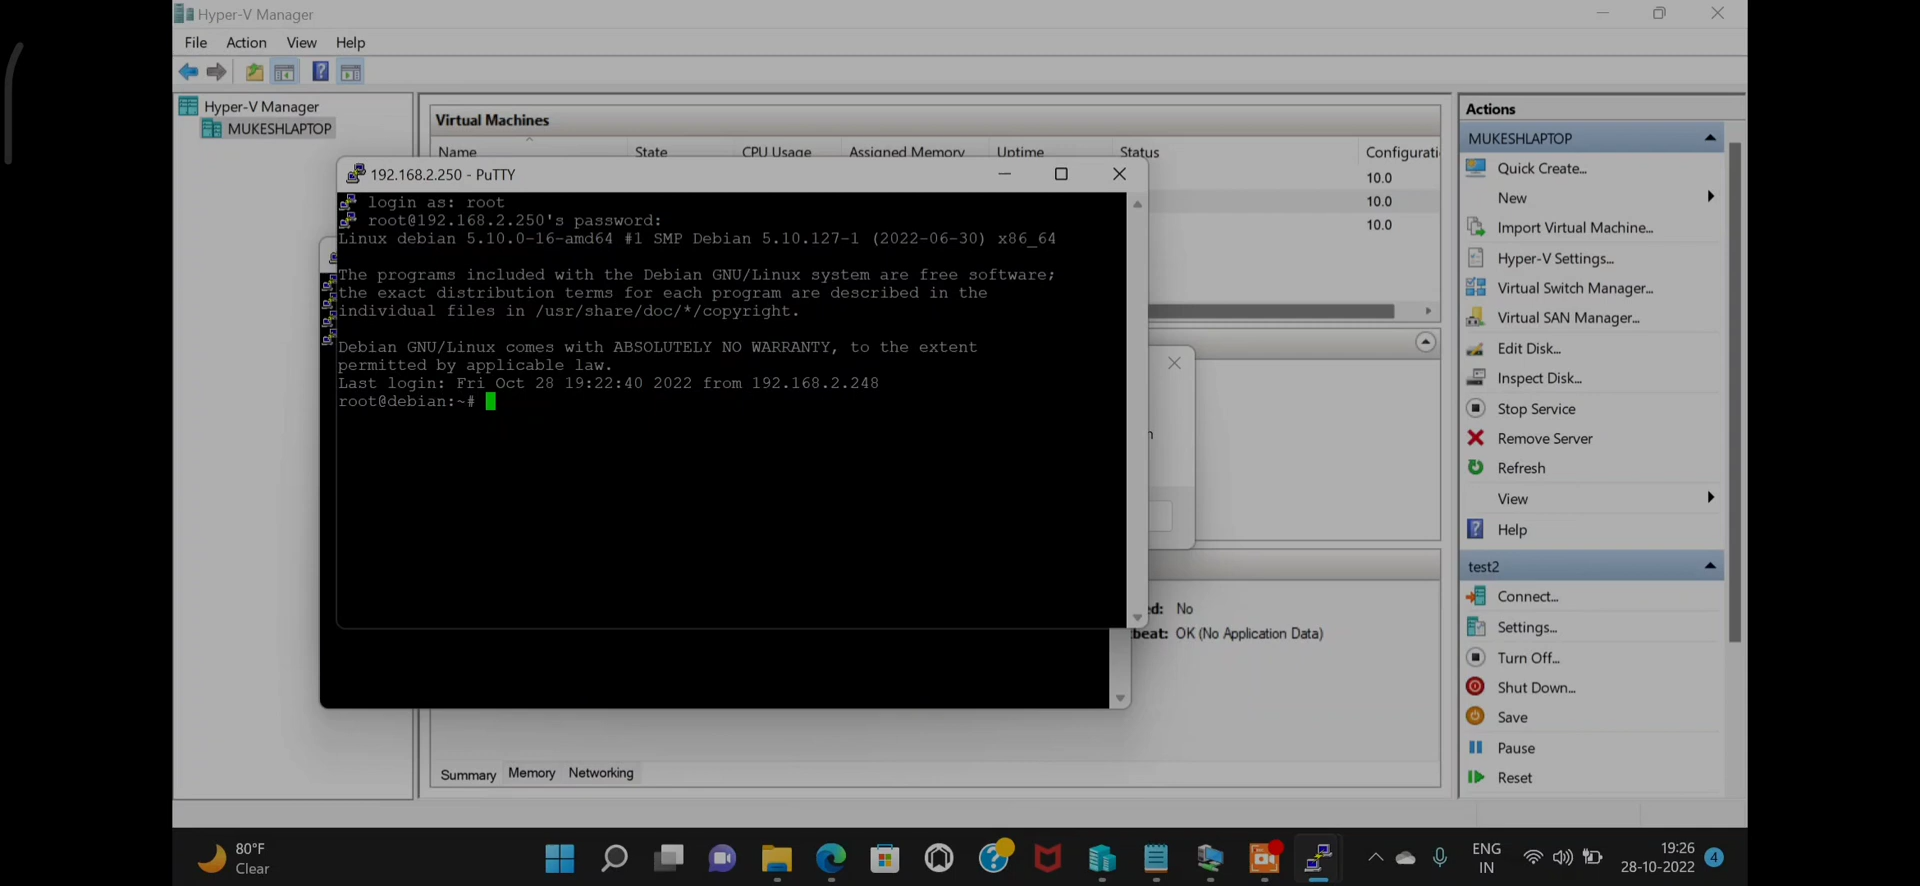 Hyper-V Manager
File Action View Help
Hyper-V Manager
MUKESHLAPTOP
Virtual Machines
Name State CPU Usage Assigned Memory Uptime Status Configurati
10.0
10.0
10.0
192.168.2.250 - PuTTY
login as: root
root@192.168.2.250's password:
Linux debian 5.10.0-16-amd64 #1 SMP Debian 5.10.127-1 (2022-06-30) x86_64
The programs included with the Debian GNU/Linux system are free software;
the exact distribution terms for each program are described in the
individual files in /usr/share/doc/*/copyright.
Debian GNU/Linux comes with ABSOLUTELY NO WARRANTY, to the extent
permitted by applicable law.
Last login: Fri Oct 28 19:22:40 2022 from 192.168.2.248
root@debian:~#
ed: No
beat: OK (No Application Data)
Summary Memory Networking
Actions
MUKESHLAPTOP
Quick Create...
New
Import Virtual Machine...
Hyper-V Settings...
Virtual Switch Manager...
Virtual SAN Manager...
Edit Disk...
Inspect Disk...
Stop Service
Remove Server
Refresh
View
Help
test2
Connect...
Settings...
Turn Off...
Shut Down...
Save
Pause
Reset
80°F
Clear
ENG
IN
19:26
28-10-2022
4